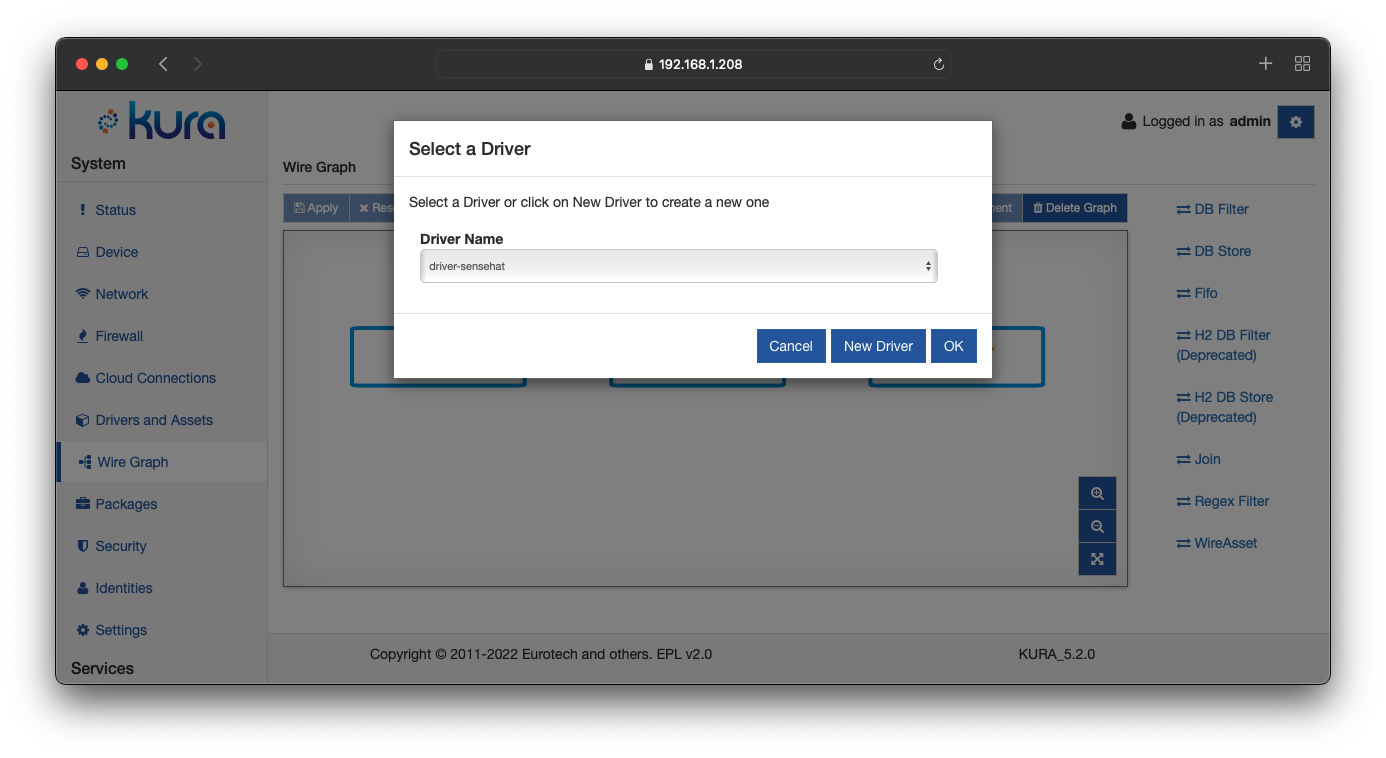 192.168.1.208
kura
Logged in as admin
System
Status
Device
Network
Firewall
Cloud Connections
Drivers and Assets
Wire Graph
Packages
Security
Identities
Settings
Services
Wire Graph
Apply
Delete Graph
Select a Driver
Select a Driver or click on New Driver to create a new one
Driver Name
driver-sensehat
Cancel
New Driver
OK
DB Filter
DB Store
Fifo
H2 DB Filter
(Deprecated)
H2 DB Store
(Deprecated)
Join
Regex Filter
WireAsset
Copyright © 2011-2022 Eurotech and others. EPL v2.0
KURA_5.2.0